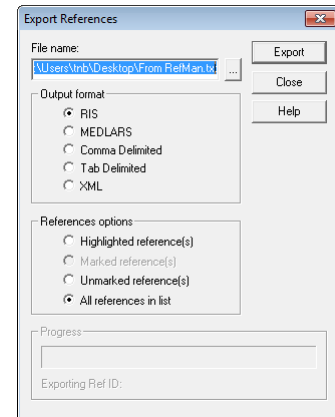 Export References
File name:
:\Users\tnb\Desktop\From RefMan.tx
...
Export
Close
Help
Output format
RIS
MEDLARS
Comma Delimited
Tab Delimited
XML
References options
Highlighted reference(s)
Marked reference(s)
Unmarked reference(s)
All references in list
Progress
Exporting Ref ID: